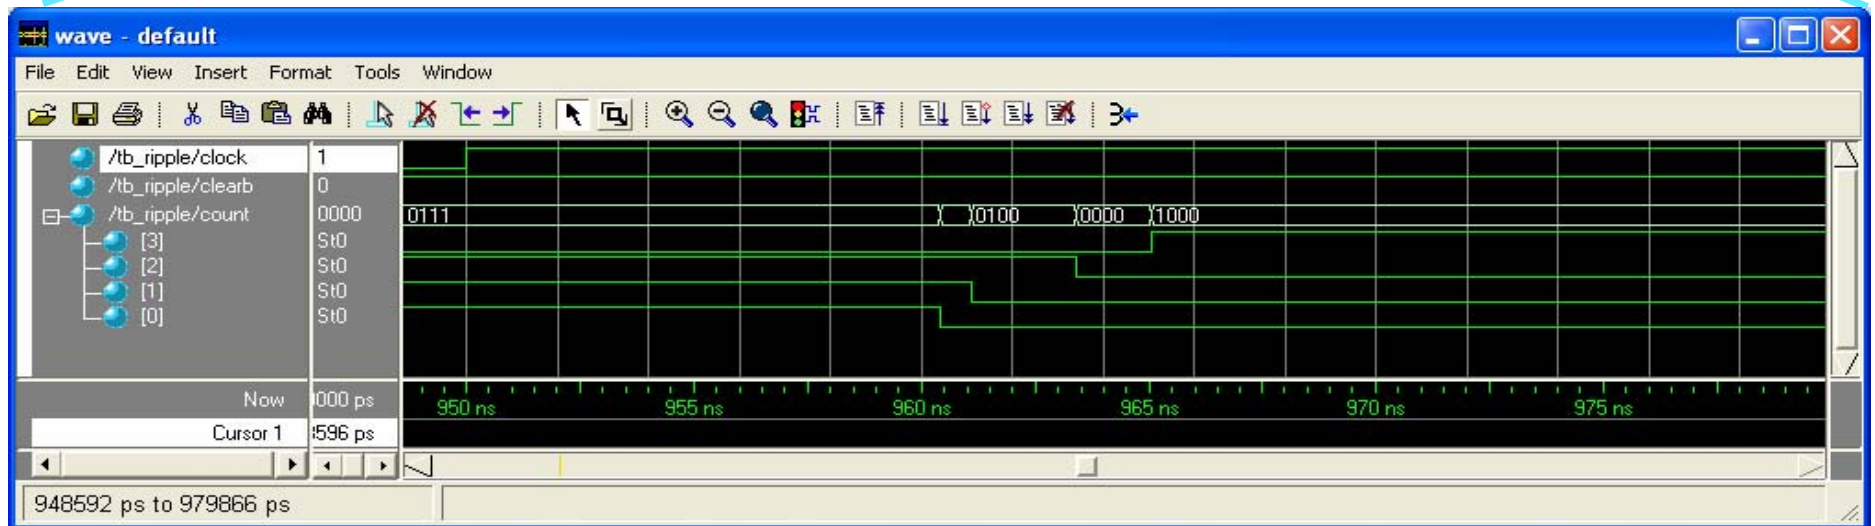 wave - default
File Edit View Insert Format Tools Window
/tb_ripple/clock 1
/tb_ripple/clearb 0
/tb_ripple/count 0000 0111 0100 0000 1000
[3] St0
[2] St0
[1] St0
[0] St0
Now 000 ps 950 ns 955 ns 960 ns 965 ns 970 ns 975 ns
Cursor 1 596 ps
948592 ps to 979866 ps